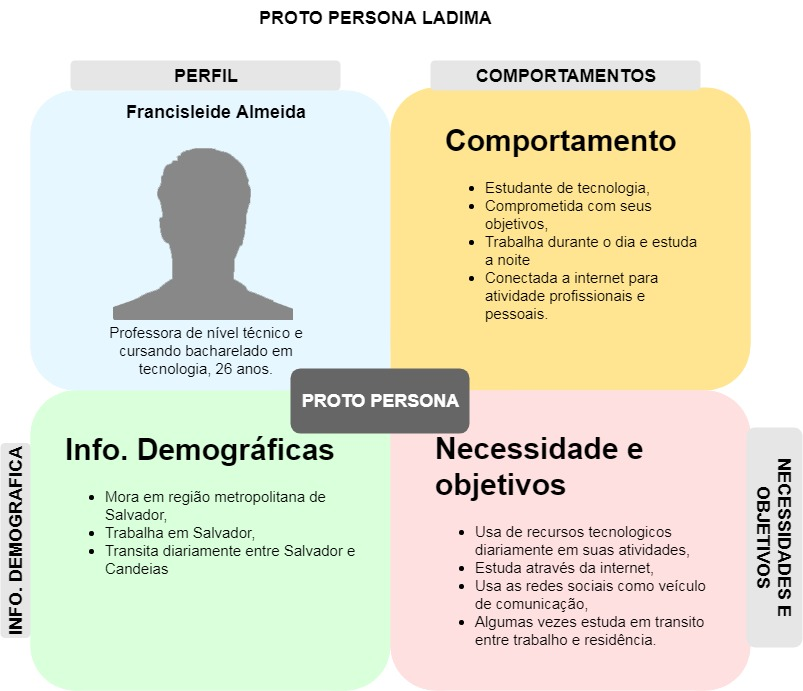 PROTO PERSONA LADIMA
PERFIL
Francisleide Almeida
Professora de nível técnico e
cursando bacharelado em
tecnologia, 26 anos.
COMPORTAMENTOS
Comportamento
Estudante de tecnologia,
Comprometida com seus
objetivos,
Trabalha durante o dia e estuda
a noite
Conectada a internet para
atividade profissionais e
pessoais.
PROTO PERSONA
INFO. DEMOGRAFICA
Info. Demográficas
Mora em região metropolitana de
Salvador,
Trabalha em Salvador,
Transita diariamente entre Salvador e
Candeias
Necessidade e
objetivos
Usa de recursos tecnologicos
diariamente em suas atividades,
Estuda através da internet,
Usa as redes sociais como veículo
de comunicação,
Algumas vezes estuda em transito
entre trabalho e residência.
NECESSIDADES E
OBJETIVOS